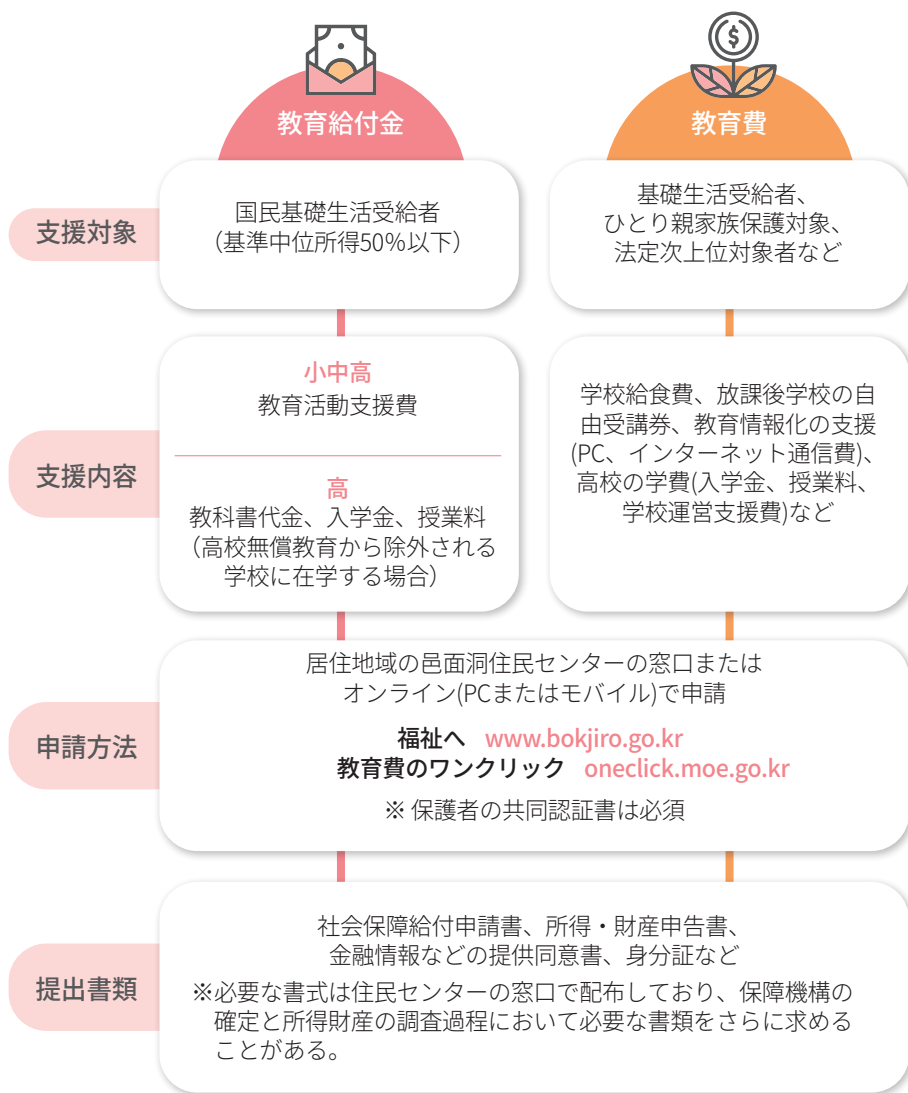 教育給付金
教育費
支援対象
国民基礎生活受給者
（基準中位所得50%以下）
基礎生活受給者、
ひとり親家族保護対象、
法定次上位対象者など
支援内容
小中高
教育活動支援費
高
教科書代金、入学金、授業料
（高校無償教育から除外される
学校に在学する場合）
学校給食費、放課後学校の自
由受講券、教育情報化の支援
(PC、インターネット通信費)、
高校の学費(入学金、授業料、
学校運営支援費)など
申請方法
居住地域の邑面洞住民センターの窓口または
オンライン(PCまたはモバイル)で申請
福祉へ www.bokjiro.go.kr
教育費のワンクリック oneclick.moe.go.kr
※ 保護者の共同認証書は必須
提出書類
社会保障給付申請書、所得・財産申告書、
金融情報などの提供同意書、身分証など
※必要な書式は住民センターの窓口で配布しており、保障機構の
確定と所得財産の調査過程において必要な書類をさらに求める
ことがある。